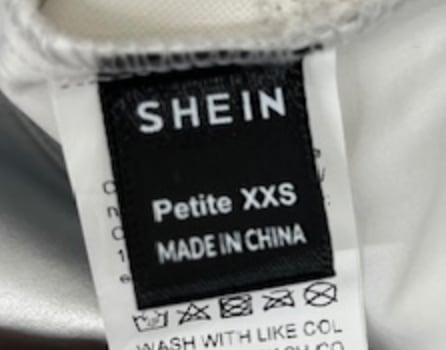 SHEIN
Petite XXS
MADE IN CHINA
WASH WITH LIKE COL